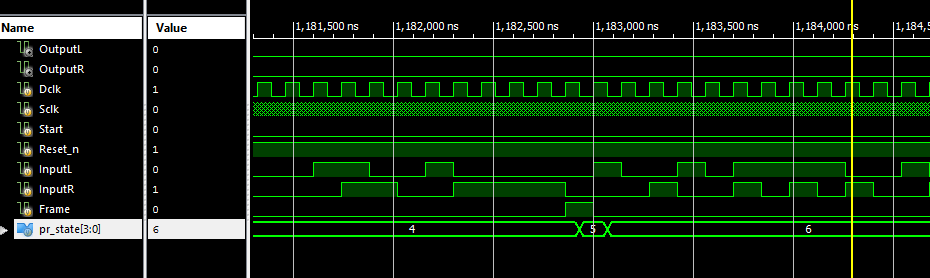 Name Value 1,181,500 ns 1,182,000 ns 1,182,500 ns 1,183,000 ns 1,183,500 ns 1,184,000 ns 1,184,5
OutputL 0
OutputR 0
Dclk 1
Sclk 0
Start 0
Reset_n 1
InputL 0
InputR 1
Frame 0
pr_state[3:0] 6 4 5 6